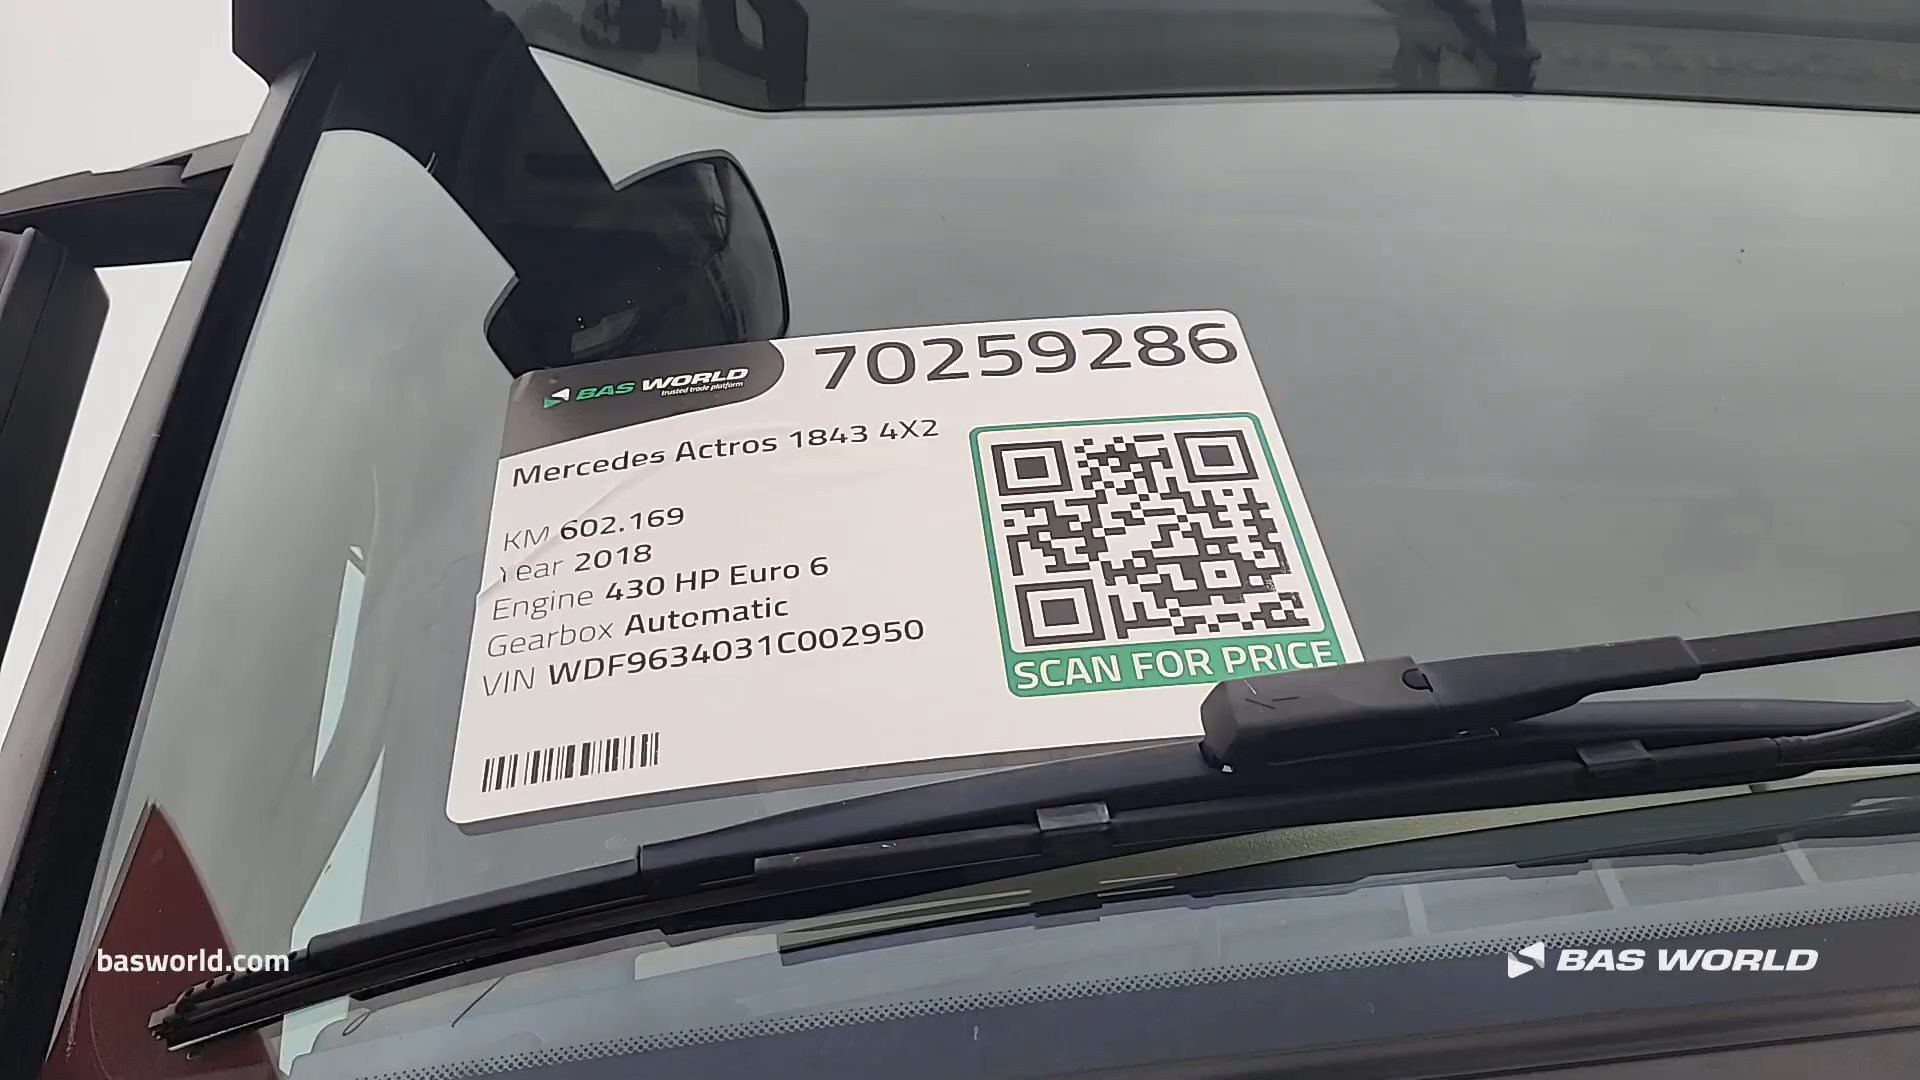 70259286
BAS WORLD
trusted trade platform
Mercedes Actros 1843 4X2
KM 602.169
Year 2018
Engine 430 HP Euro 6
Gearbox Automatic
VIN WDF9634031C002950
SCAN FOR PRICE
basworld.com
BAS WORLD